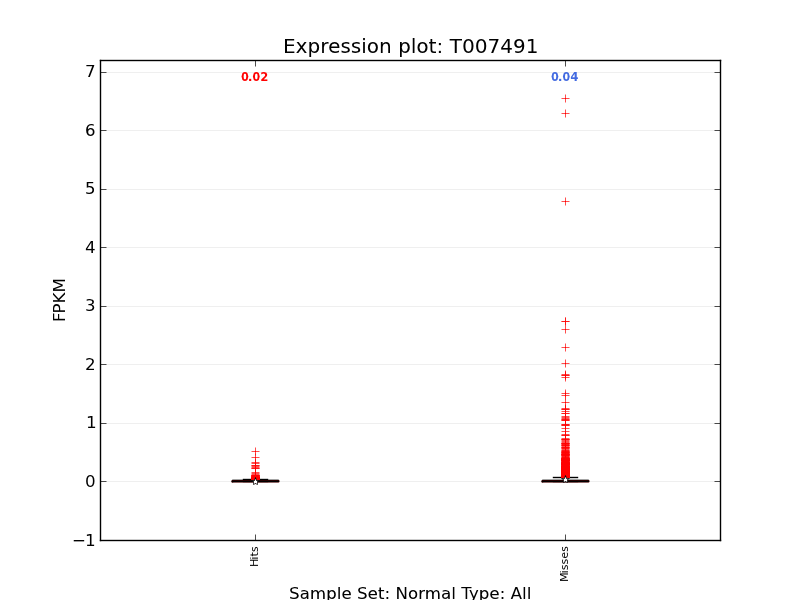 Expression plot: T007491
7
0.02
0.04
6
5
4
3
2
1
0
−1
FPKM
Hits
Misses
Sample Set: Normal Type: All